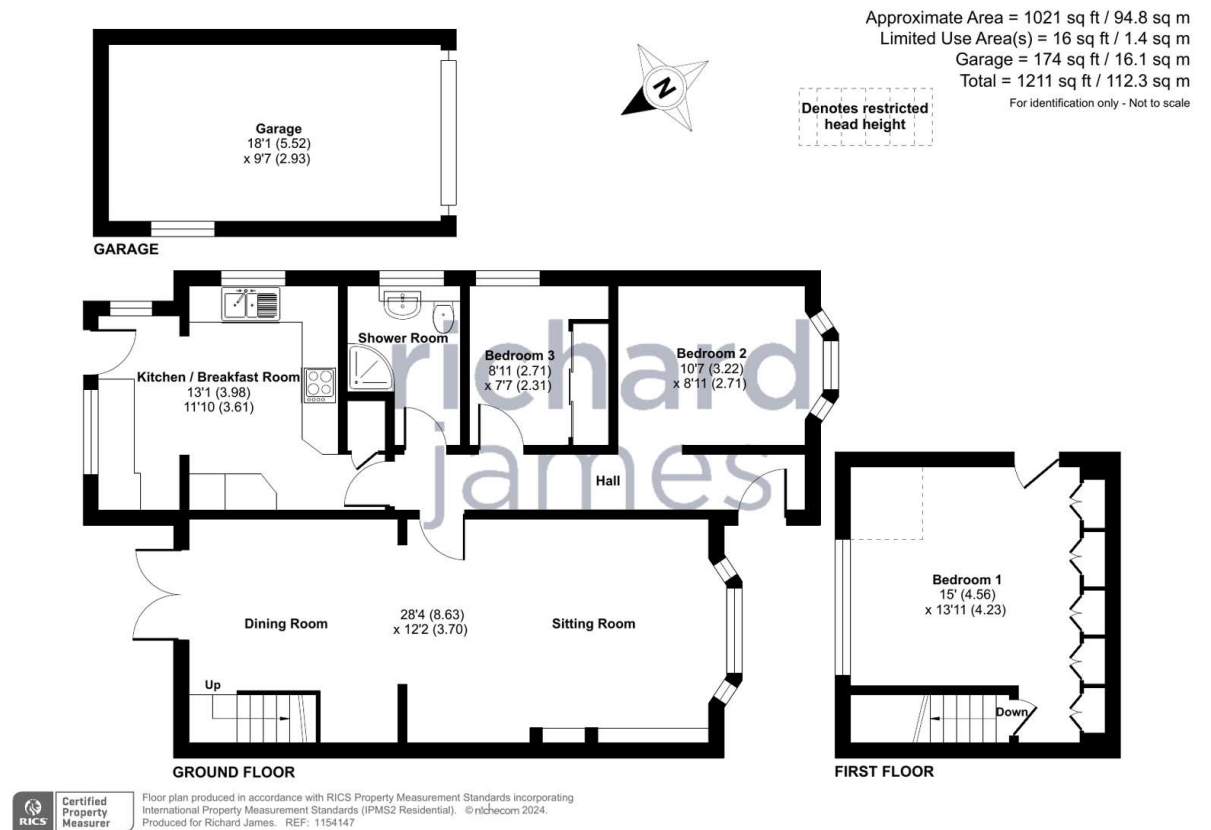 Approximate Area = 1021 sq ft / 94.8 sq m
Limited Use Area(s) = 16 sq ft / 1.4 sq m
Garage = 174 sq ft / 16.1 sq m
Total = 1211 sq ft / 112.3 sq m
For identification only - Not to scale
N
Denotes restricted
head height
Garage
18'1 (5.52)
x 9'7 (2.93)
GARAGE
richard
james
Kitchen / Breakfast Room
13'1 (3.98)
11'10 (3.61)
Shower Room
Bedroom 3
8'11 (2.71)
x 7'7 (2.31)
Bedroom 2
10'7 (3.22)
x 8'11 (2.71)
Hall
Dining Room
28'4 (8.63)
x 12'2 (3.70)
Sitting Room
Up
GROUND FLOOR
Bedroom 1
15' (4.56)
x 13'11 (4.23)
Down
FIRST FLOOR
RICS
Certified
Property
Measurer
Floor plan produced in accordance with RICS Property Measurement Standards incorporating
International Property Measurement Standards (IPMS2 Residential). © nichecom 2024.
Produced for Richard James. REF: 1154147